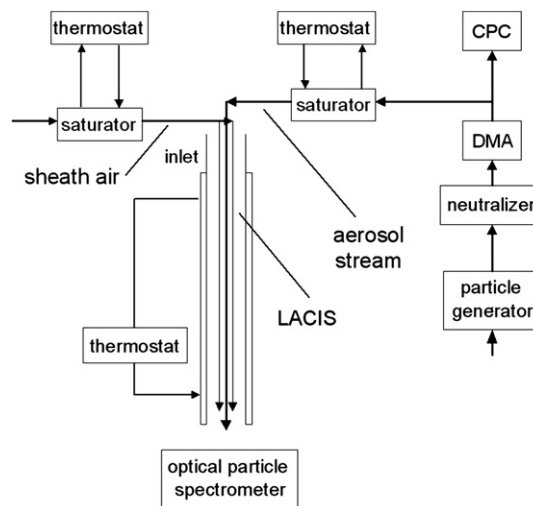 thermostat
thermostat
CPC
saturator
saturator
inlet
DMA
sheath air
neutralizer
aerosol
stream
particle
generator
LACIS
thermostat
optical particle
spectrometer